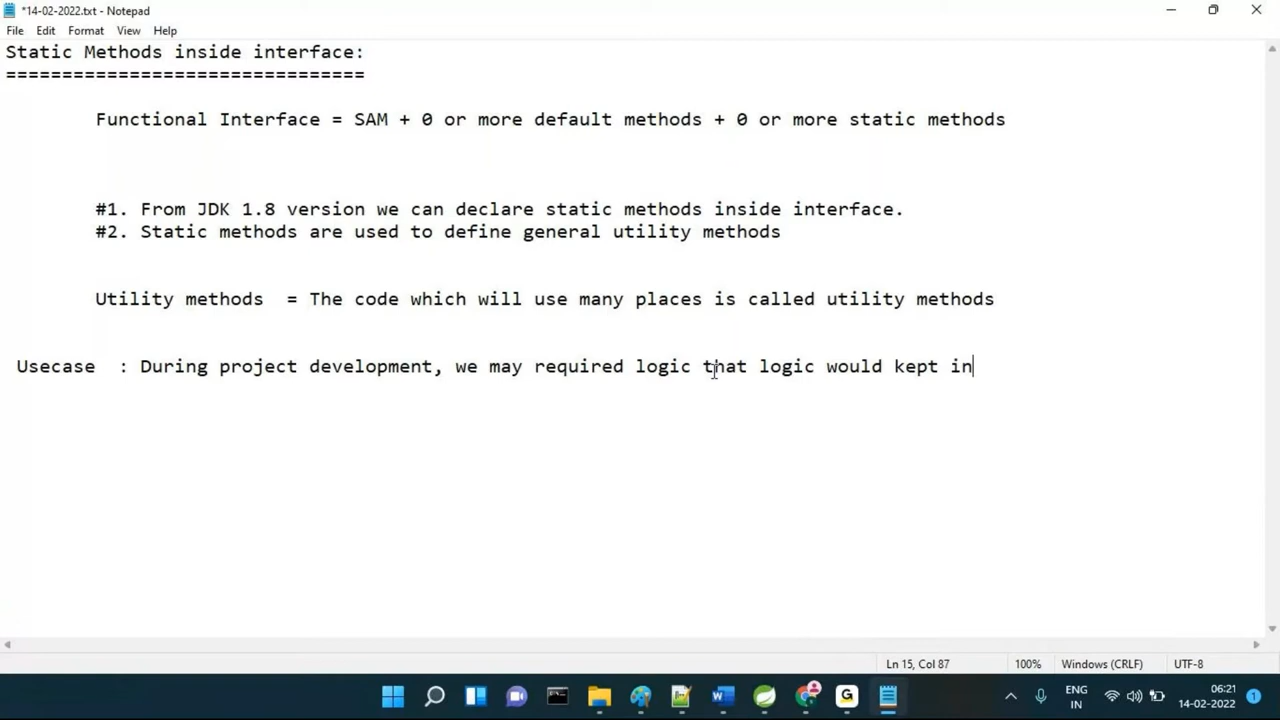 *14-02-2022.txt - Notepad
File Edit Format View Help
Static Methods inside interface:
================================
Functional Interface = SAM + 0 or more default methods + 0 or more static methods
#1. From JDK 1.8 version we can declare static methods inside interface.
#2. Static methods are used to define general utility methods
Utility methods = The code which will use many places is called utility methods
Usecase : During project development, we may required logic that logic would kept in
Ln 15, Col 87 100% Windows (CRLF) UTF-8
ENG 06:21
IN 14-02-2022 1